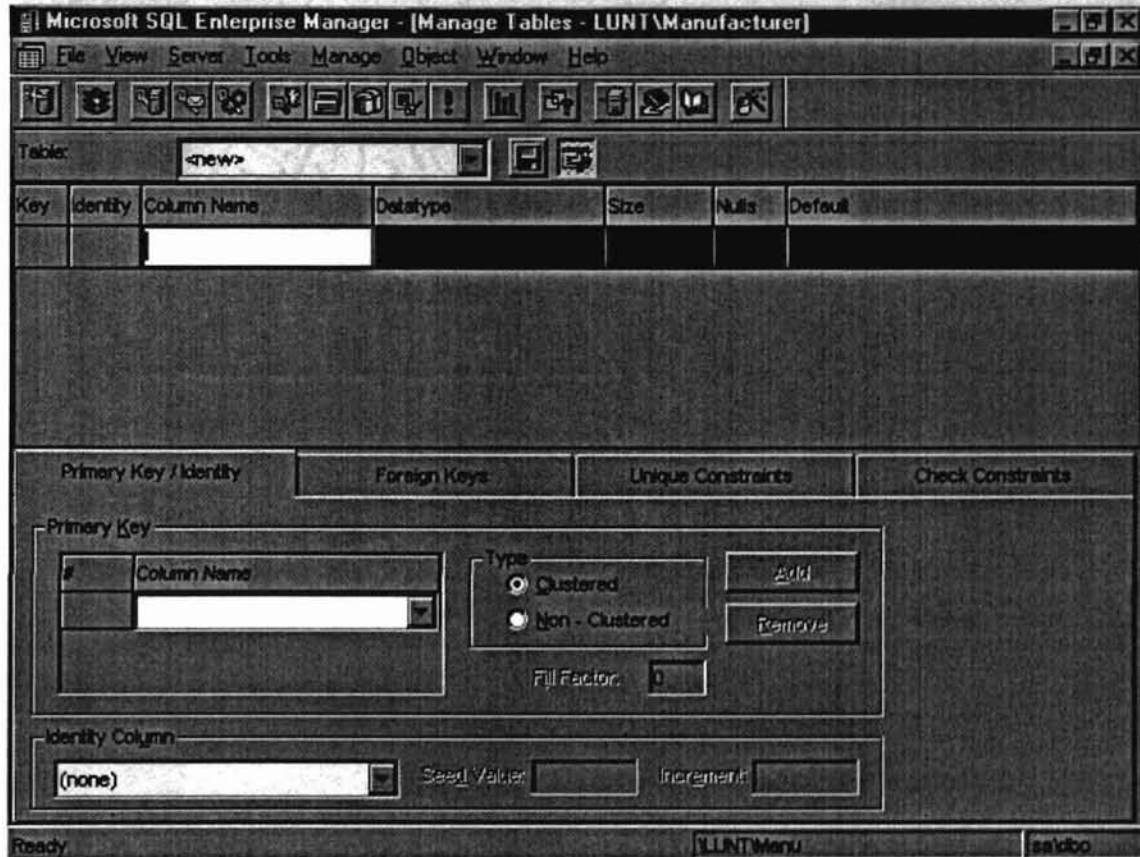 Microsoft SQL Enterprise Manager - [Manage Tables - LUNT\Manufacturer]
File View Server Tools Manage Object Window Help
Table: <new>
Key Identity Column Name Datatype Size Nulls Default
Primary Key / Identity Foreign Keys Unique Constraints Check Constraints
Primary Key
# Column Name
Type
Clustered
Non - Clustered
Add
Remove
Fill Factor: 0
Identity Column
(none) Seed Value: Increment:
Ready \LUNT\Manu sa\dbo